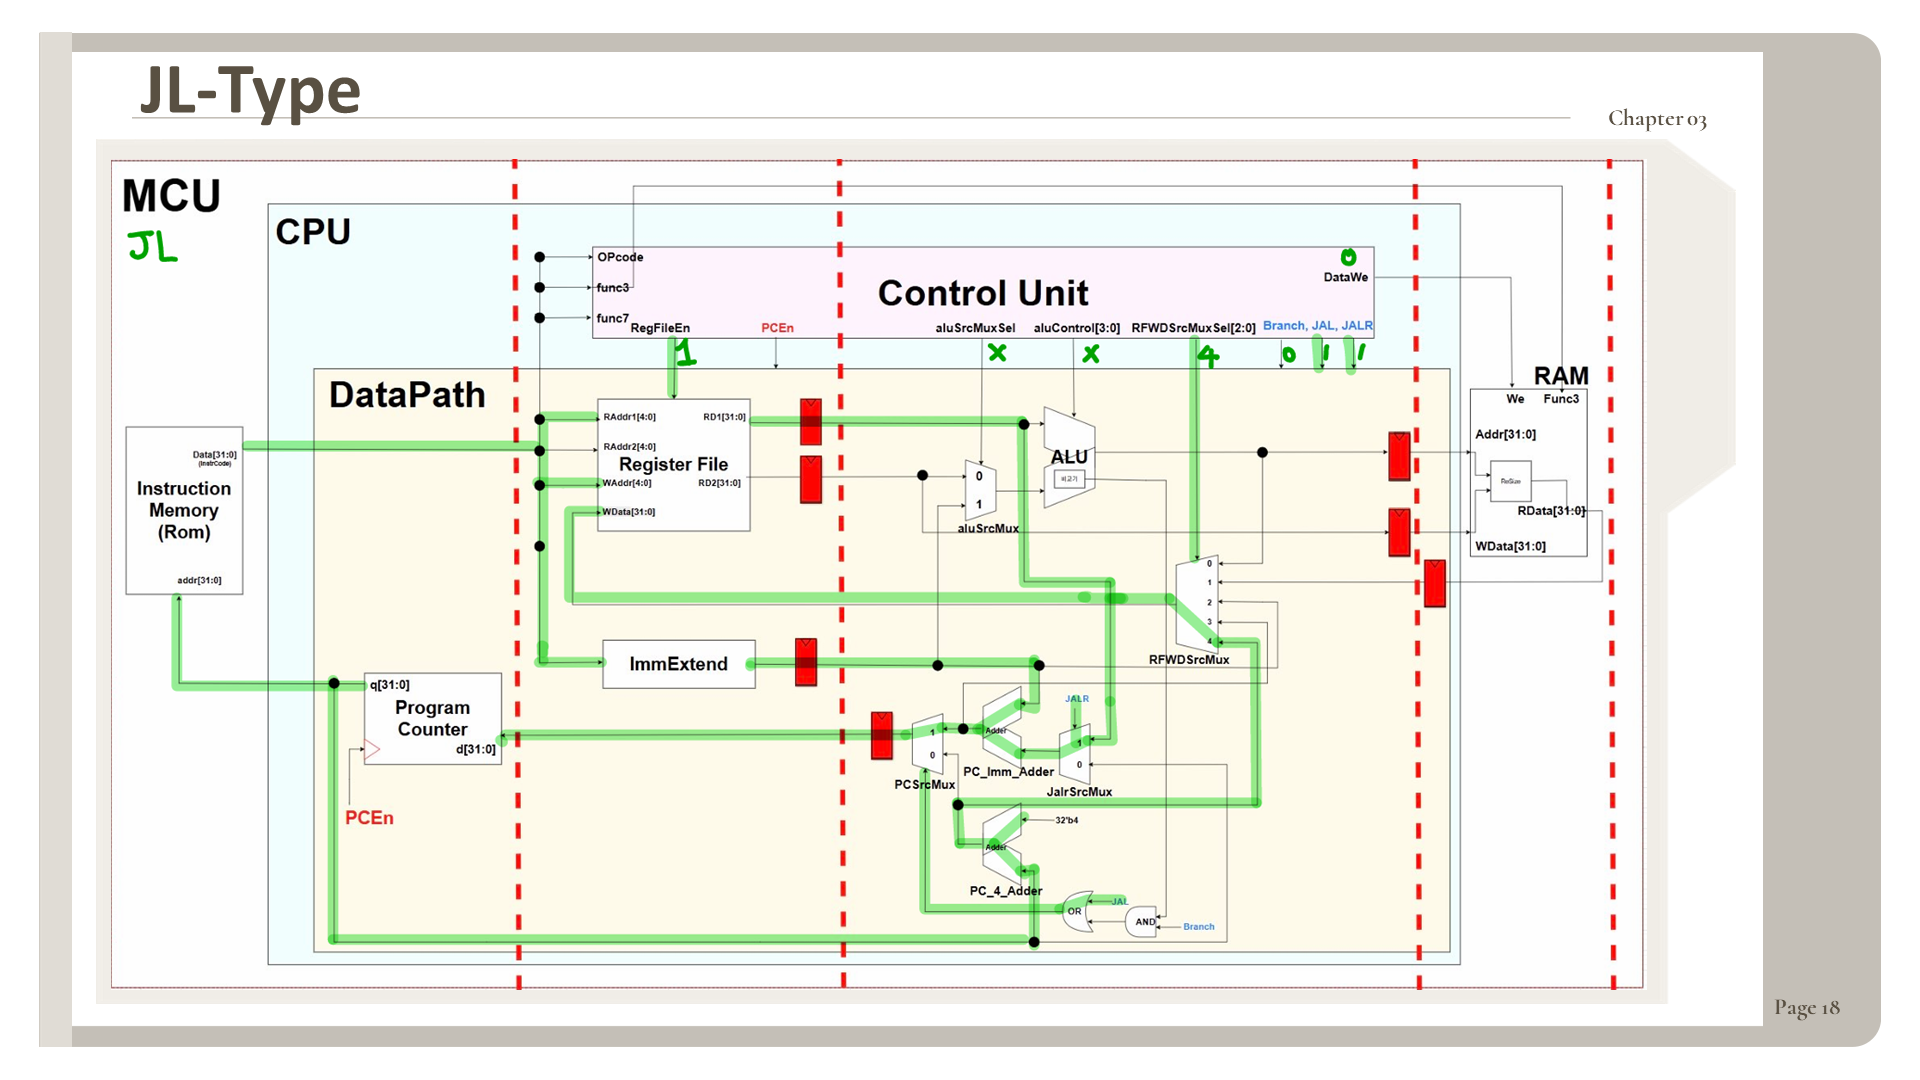 JL-Type
Chapter 03
MCU
JL
CPU
OPcode
func3
func7
Control Unit
0
DataWe
RegFileEn
PCEn
aluSrcMuxSel
aluControl[3:0]
RFWDSrcMuxSel[2:0]
Branch, JAL, JALR
1
x
x
4
0
1
1
DataPath
RAM
We
Func3
Addr[31:0]
ReSize
RData[31:0]
WData[31:0]
RAddr1[4:0]
RD1[31:0]
RAddr2[4:0]
Register File
WAddr[4:0]
RD2[31:0]
WData[31:0]
ALU
비교기
0
1
aluSrcMux
Data[31:0]
(InstrCode)
Instruction
Memory
(Rom)
addr[31:0]
0
1
2
3
4
RFWDSrcMux
ImmExtend
q[31:0]
Program
Counter
d[31:0]
PCEn
1
0
PCSrcMux
Adder
PC_Imm_Adder
JALR
1
0
JalrSrcMux
32'b4
Adder
PC_4_Adder
OR
JAL
AND
Branch
Page 18